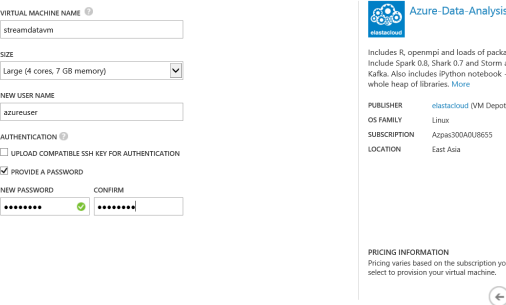 VIRTUAL MACHINE NAME
streamdatavm
SIZE
Large (4 cores, 7 GB memory)
NEW USER NAME
azureuser
AUTHENTICATION
UPLOAD COMPATIBLE SSH KEY FOR AUTHENTICATION
PROVIDE A PASSWORD
NEW PASSWORD CONFIRM
elastacloud
Azure-Data-Analysis
Includes R, openmpi and loads of packa
Include Spark 0.8, Shark 0.7 and Storm a
Kafka. Also includes iPython notebook -
whole heap of libraries. More
PUBLISHER elastacloud (VM Depot
OS FAMILY Linux
SUBSCRIPTION Azpas300A0U8655
LOCATION East Asia
PRICING INFORMATION
Pricing varies based on the subscription yo
select to provision your virtual machine.